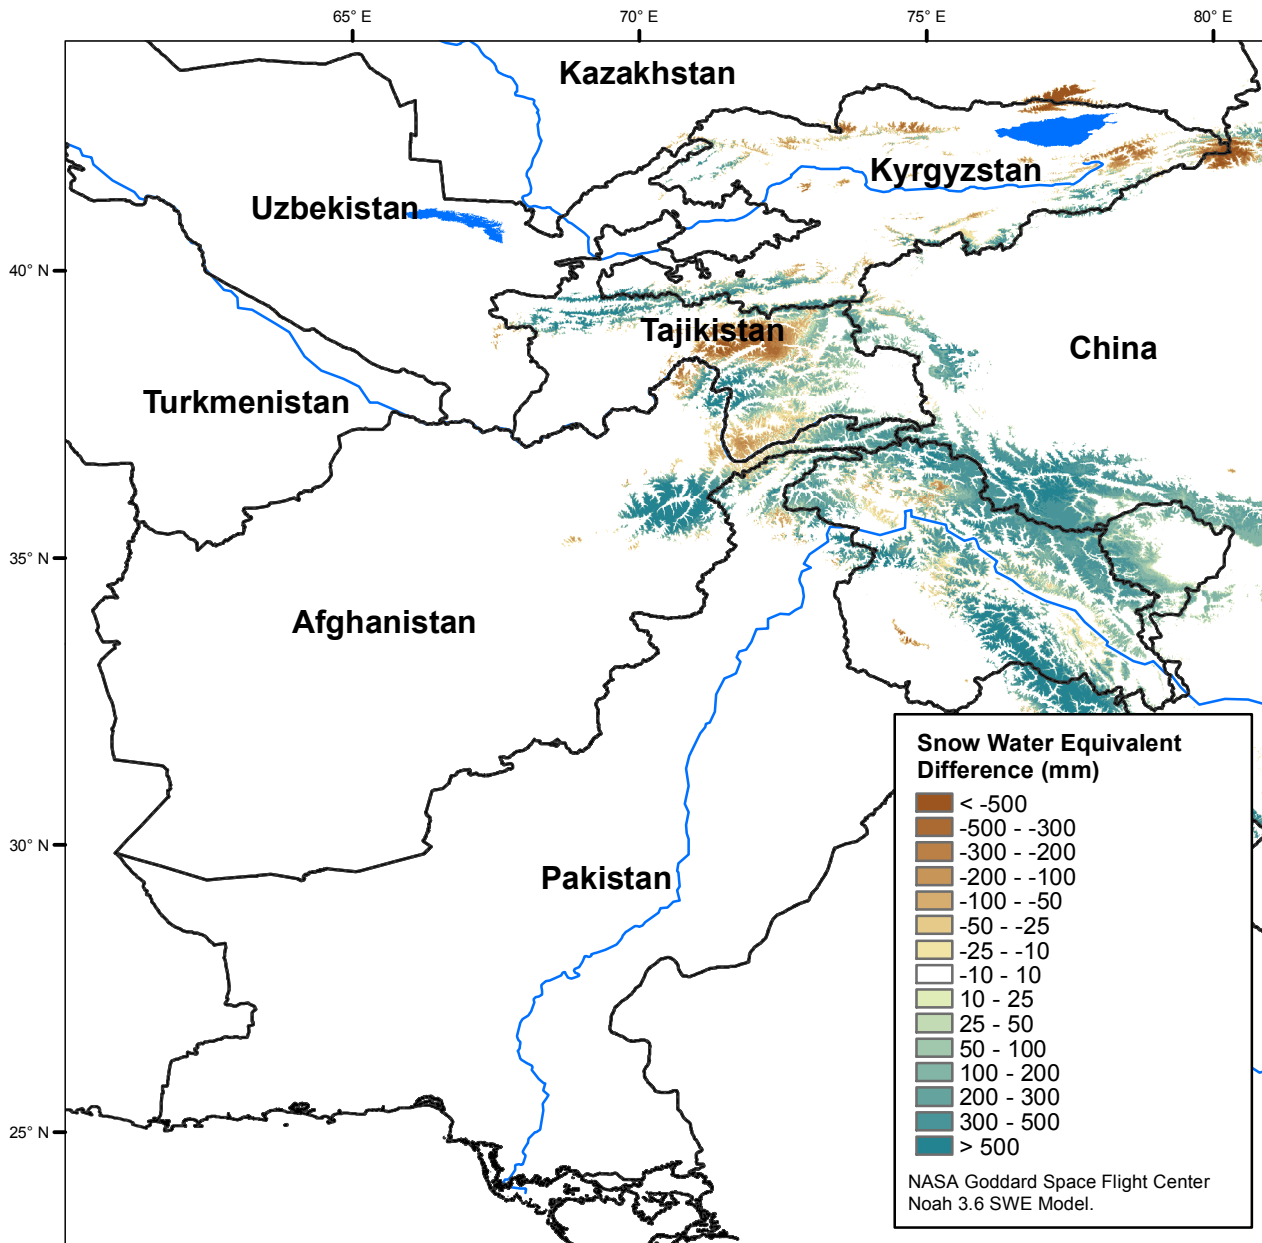 65° E
70° E
75° E
80° E
Kazakhstan
Kyrgyzstan
Uzbekistan
40° N
Tajikistan
China
Turkmenistan
35° N
Afghanistan
30° N
Pakistan
25° N
Snow Water Equivalent
Difference (mm)
< -500
-500 - -300
-300 - -200
-200 - -100
-100 - -50
-50 - -25
-25 - -10
-10 - 10
10 - 25
25 - 50
50 - 100
100 - 200
200 - 300
300 - 500
> 500
NASA Goddard Space Flight Center
Noah 3.6 SWE Model.